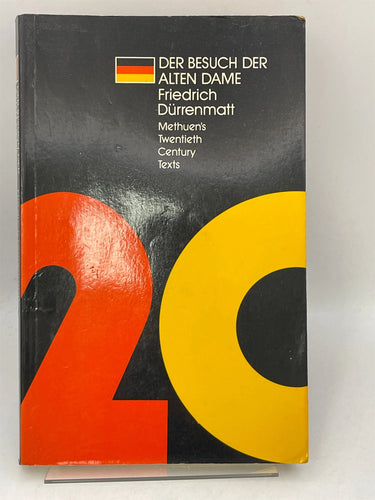 DER BESUCH DER
ALTEN DAME
Friedrich
Dürrenmatt
Methuen's
Twentieth
Century
Texts
20